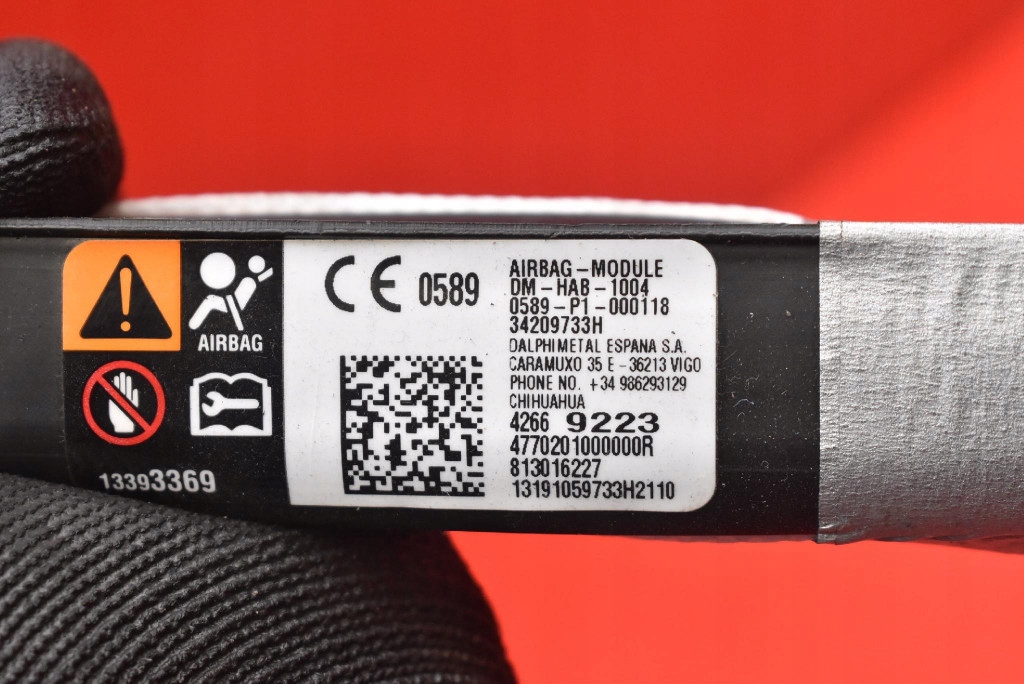 AIRBAG
13393369
CE 0589
AIRBAG-MODULE
DM-HAB-1004
0589-P1-000118
34209733H
DALPHIMETAL ESPANA S.A.
CARAMUXO 35 E-36213 VIGO
PHONE NO. +34 986293129
CHIHUAHUA
4266 9223
4770201000000R
813016227
13191059733H2110